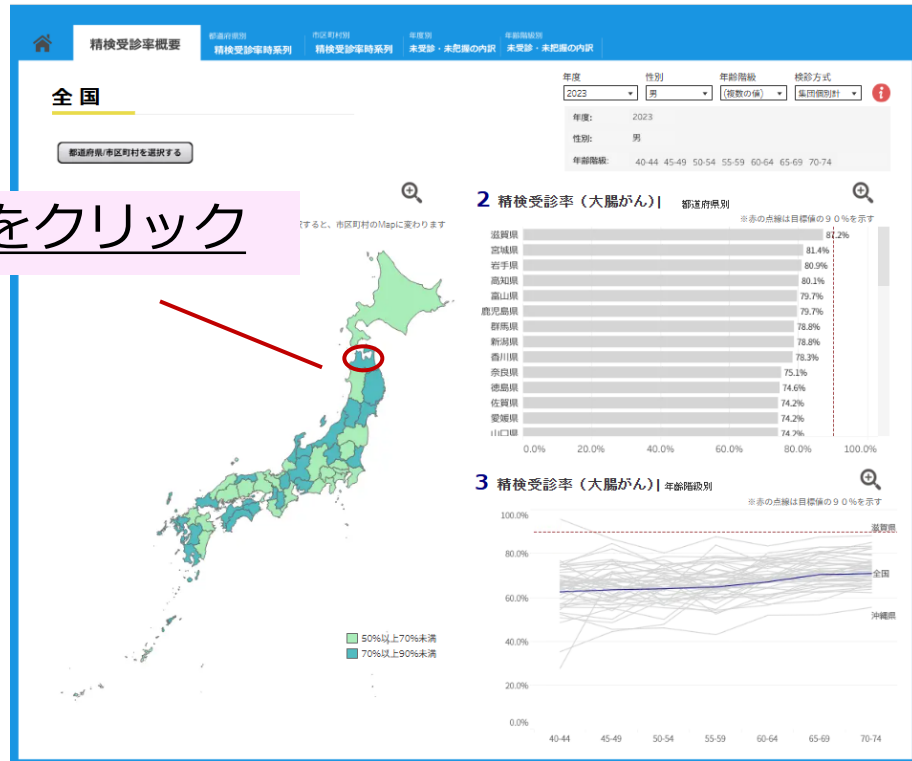 精検受診率概要
都道府県別
精検受診率時系列
市区町村別
精検受診率時系列
年度別
未受診・未把握の内訳
年齢階級別
未受診・未把握の内訳
全国
年度
性別
年齢階級
検診方式
2023
男
(複数の値)
集団個別計
i
年度: 2023
性別: 男
年齢階級: 40-44 45-49 50-54 55-59 60-64 65-69 70-74
都道府県/市区町村を選択する
をクリック
すると、市区町村のMapに変わります
50%以上70%未満
70%以上90%未満
2 精検受診率（大腸がん）| 都道府県別
※赤の点線は目標値の９０％を示す
滋賀県 87.2%
宮城県 81.4%
岩手県 80.9%
高知県 80.1%
富山県 79.7%
鹿児島県 79.7%
群馬県 78.8%
新潟県 78.8%
香川県 78.3%
奈良県 75.1%
徳島県 74.6%
佐賀県 74.2%
愛媛県 74.2%
山口県 74.2%
0.0% 20.0% 40.0% 60.0% 80.0% 100.0%
3 精検受診率（大腸がん）| 年齢階級別
※赤の点線は目標値の９０％を示す
100.0%
滋賀県
80.0%
全国
60.0%
沖縄県
40.0%
20.0%
0.0%
40-44 45-49 50-54 55-59 60-64 65-69 70-74